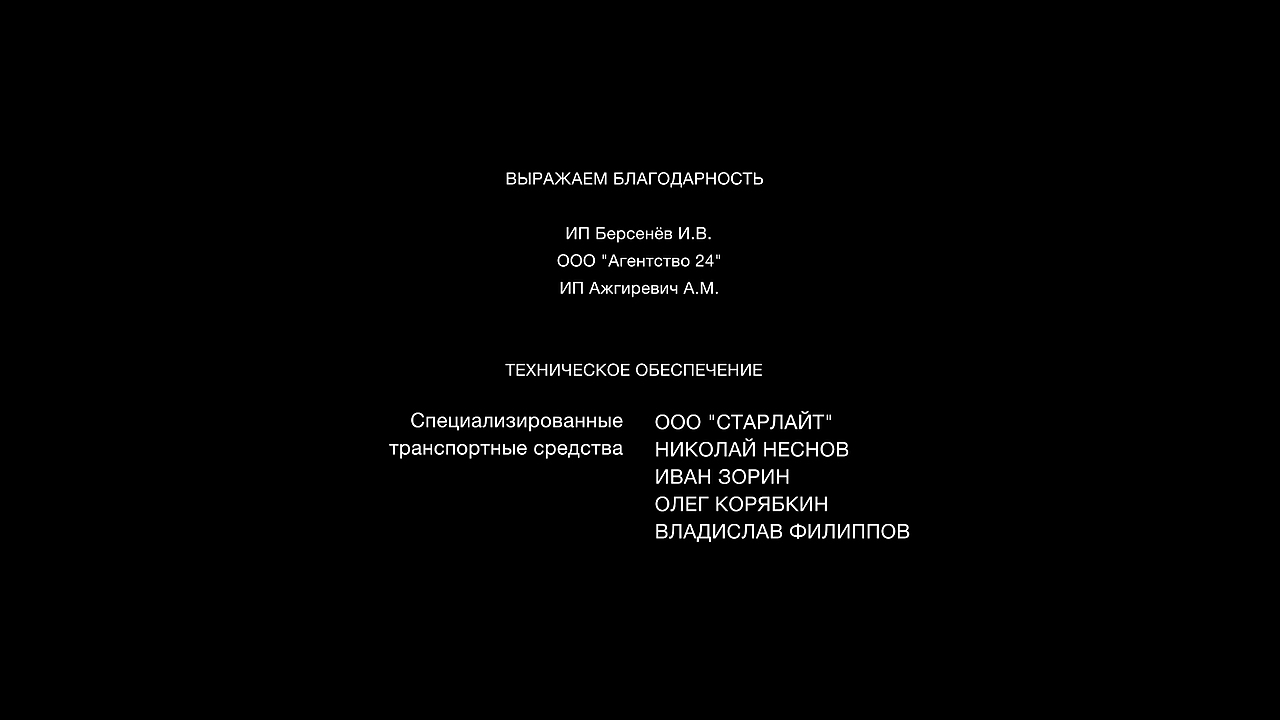 ВЫРАЖАЕМ БЛАГОДАРНОСТЬ
ИП Берсенёв И.В.
ООО "Агентство 24"
ИП Ажгиревич А.М.
ТЕХНИЧЕСКОЕ ОБЕСПЕЧЕНИЕ
Специализированные
транспортные средства
ООО "СТАРЛАЙТ"
НИКОЛАЙ НЕСНОВ
ИВАН ЗОРИН
ОЛЕГ КОРЯБКИН
ВЛАДИСЛАВ ФИЛИППОВ